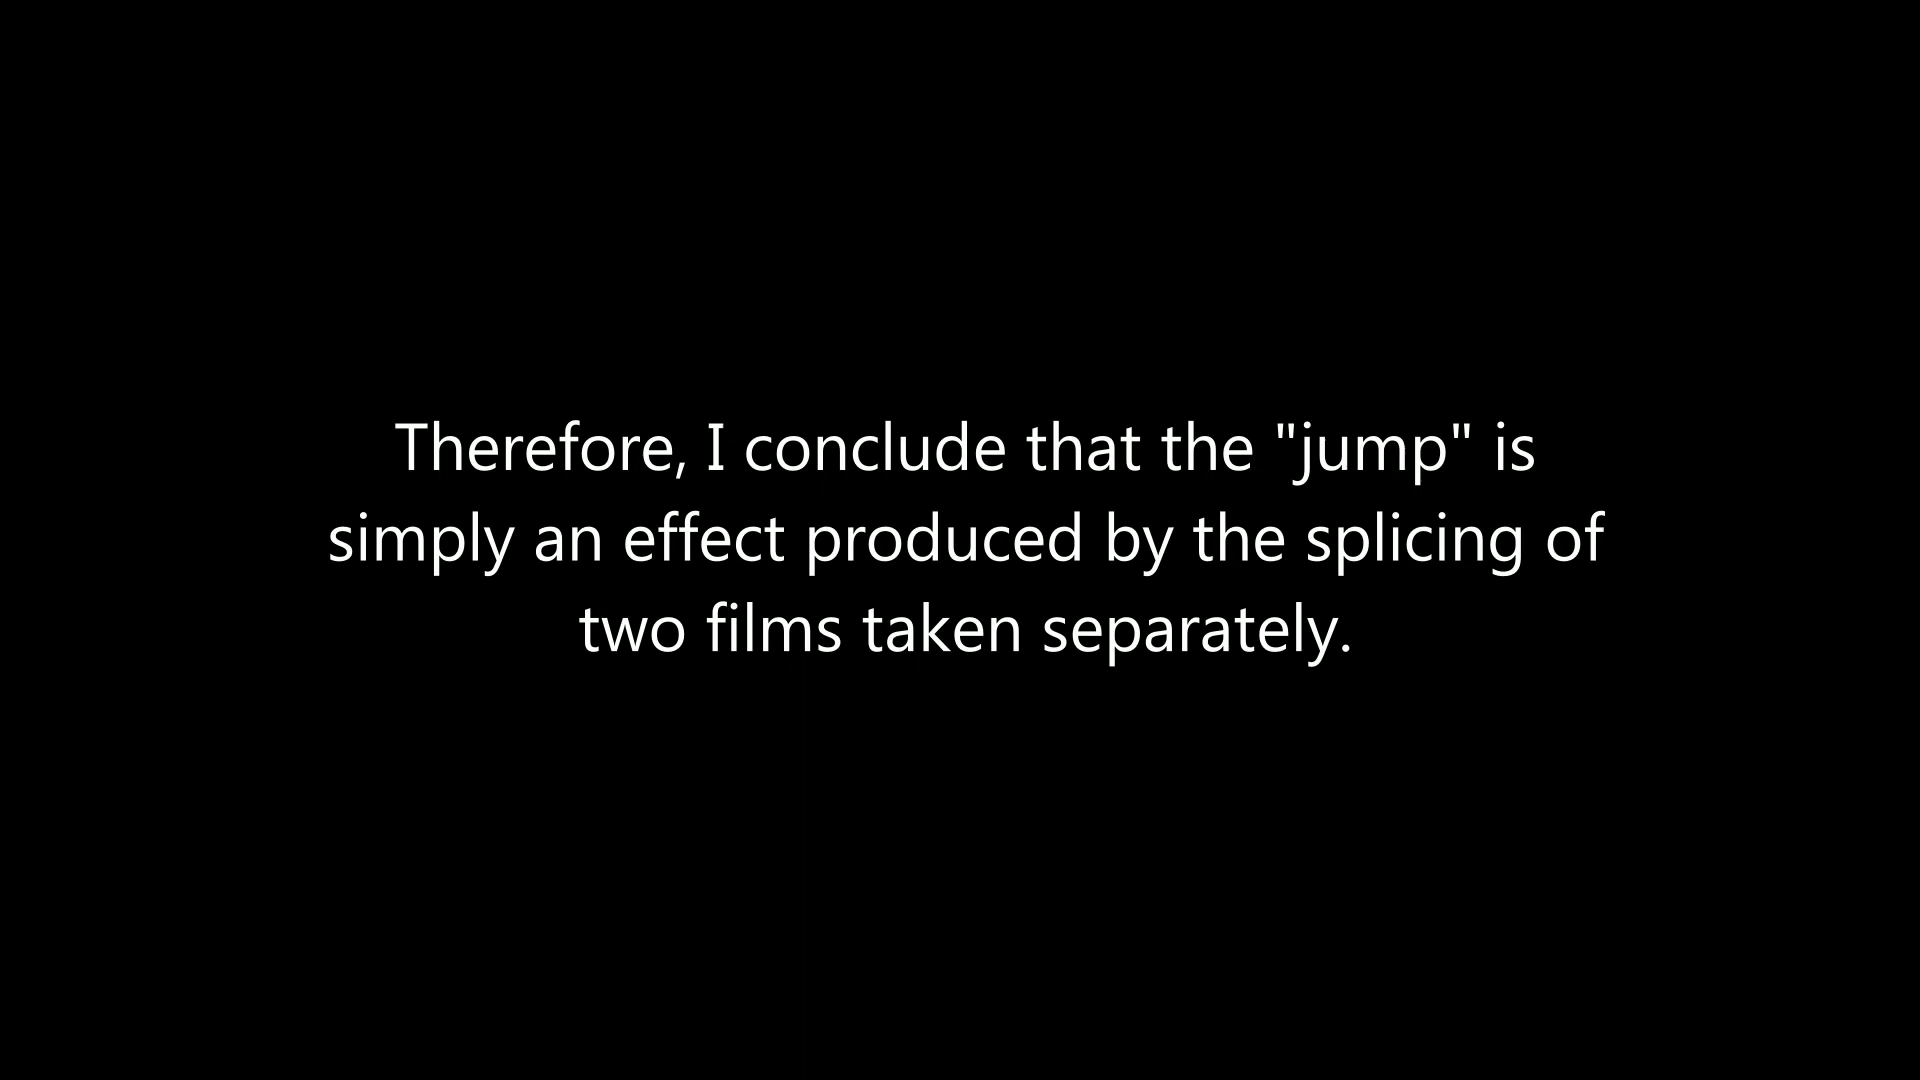 Therefore, I conclude that the "jump" is
simply an effect produced by the splicing of
two films taken separately.